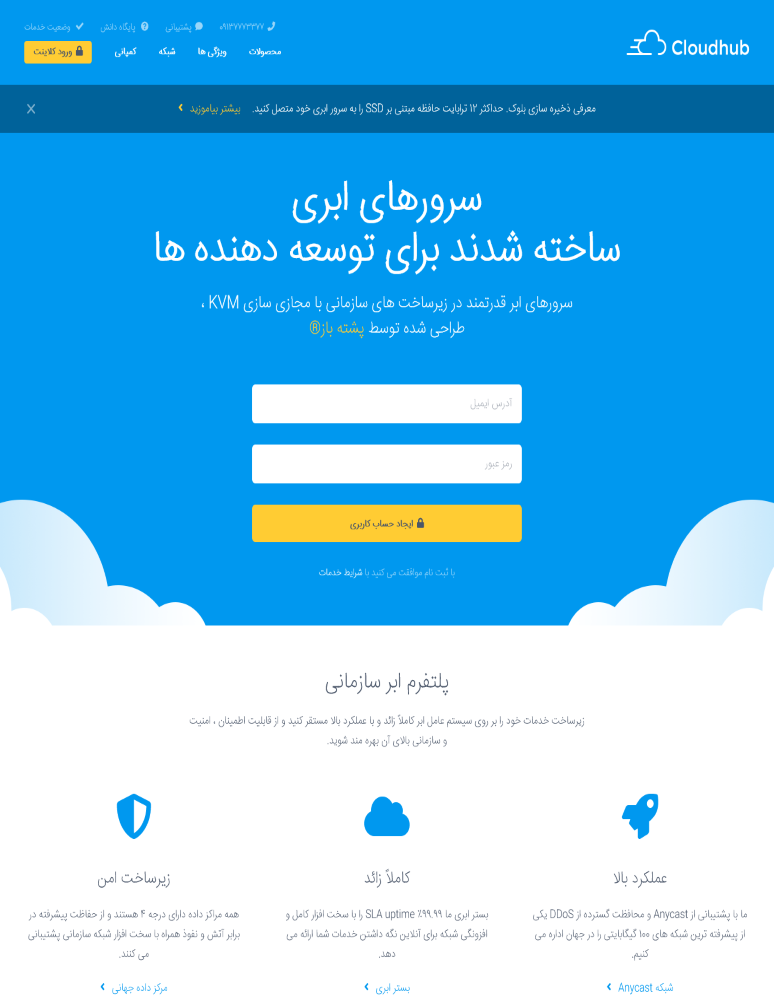 ۰۹۱۳۷۷۷۳۳۷۷ پشتیبانی پایگاه دانش وضعیت خدمات
Cloudhub
محصولات ویژگی ها شبکه کمپانی ورود کلاینت
معرفی ذخیره سازی بلوک. حداکثر ۱۲ ترابایت حافظه مبتنی بر SSD را به سرور ابری خود متصل کنید. بیشتر بیاموزید
سرورهای ابری
ساخته شدند برای توسعه دهنده ها
سرورهای ابر قدرتمند در زیرساخت های سازمانی با مجازی سازی KVM ،
طراحی شده توسط پشته باز®
آدرس ایمیل
رمز عبور
ایجاد حساب کاربری
با ثبت نام موافقت می کنید با شرایط خدمات
پلتفرم ابر سازمانی
زیرساخت خدمات خود را بر روی سیستم عامل ابر کاملاً زائد و با عملکرد بالا مستقر کنید و از قابلیت اطمینان ، امنیت
و سازمانی بالای آن بهره مند شوید.
عملکرد بالا
ما با پشتیبانی از Anycast و محافظت گسترده از DDoS یکی
از پیشرفته ترین شبکه های ۱۰۰ گیگابایتی را در جهان اداره می
کنیم.
شبکه Anycast
کاملاً زائد
بستر ابری ما ۹۹.۹۹٪ SLA uptime را با سخت افزار کامل و
افزونگی شبکه برای آنلاین نگه داشتن خدمات شما ارائه می
دهد.
بستر ابری
زیرساخت امن
همه مراکز داده دارای درجه ۴ هستند و از حفاظت پیشرفته در
برابر آتش و نفوذ همراه با سخت افزار شبکه سازمانی پشتیبانی
می کنند.
مرکز داده جهانی